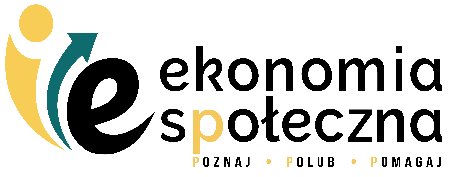 e ekonomia
społeczna
POZNAJ • POLUB • POMAGAJ